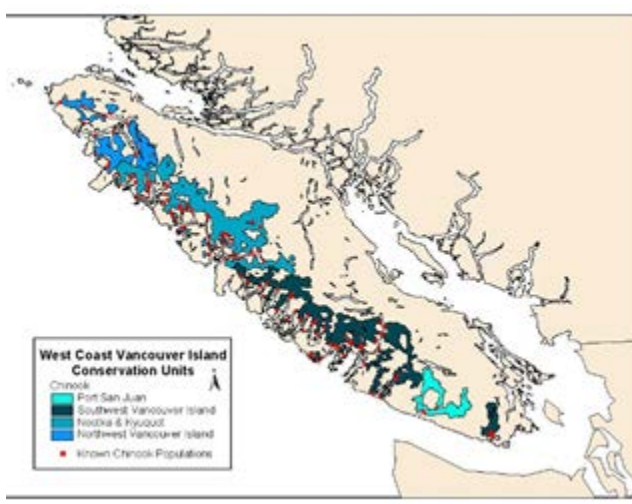 West Coast Vancouver Island
Conservation Units
Chinook
Port San Juan
Southwest Vancouver Island
Nootka & Kyuquot
Northwest Vancouver Island
Known Chinook Populations